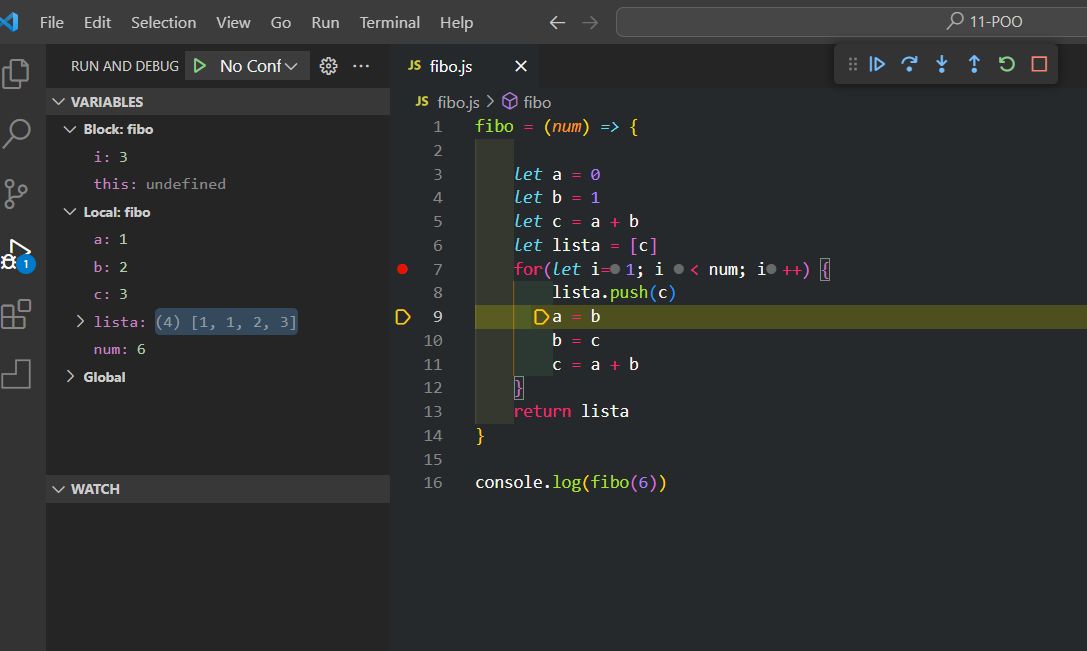 File Edit Selection View Go Run Terminal Help
11-POO
RUN AND DEBUG No Conf
JS fibo.js
VARIABLES
Block: fibo
i: 3
this: undefined
Local: fibo
a: 1
b: 2
c: 3
lista: (4) [1, 1, 2, 3]
num: 6
Global
WATCH
1
JS fibo.js > fibo
1 fibo = (num) => {
2
3 let a = 0
4 let b = 1
5 let c = a + b
6 let lista = [c]
7 for(let i= 1; i < num; i ++) {
8 lista.push(c)
9 a = b
10 b = c
11 c = a + b
12 }
13 return lista
14 }
15
16 console.log(fibo(6))